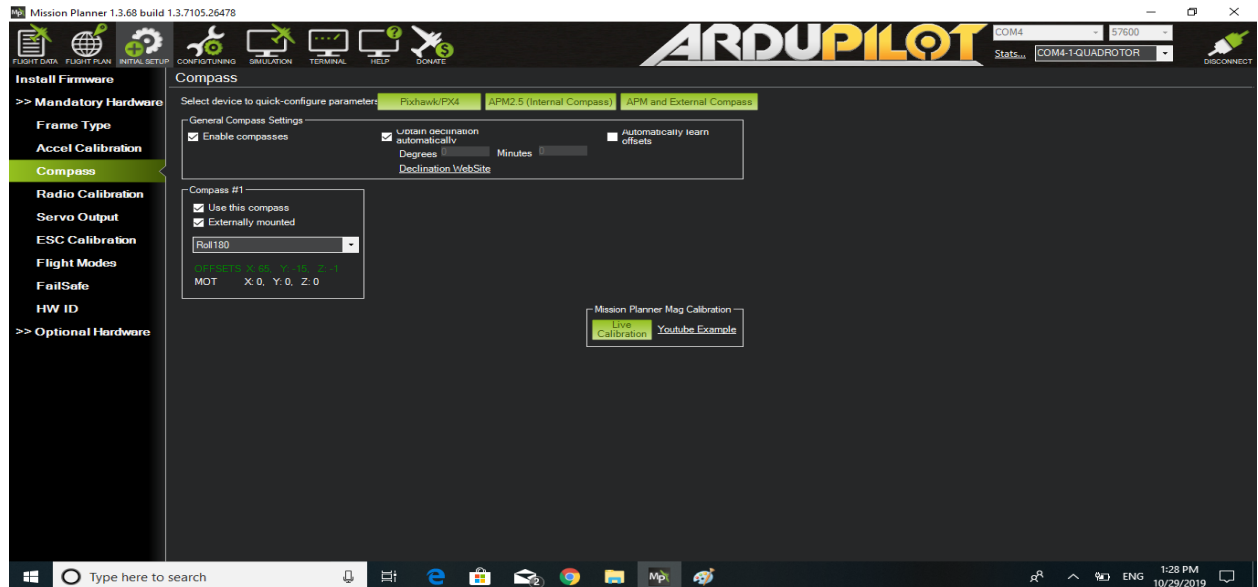 Mission Planner 1.3.68 build 1.3.7105.26478
FLIGHT DATA FLIGHT PLAN INITIAL SETUP CONFIG/TUNING SIMULATION TERMINAL HELP DONATE
ARDUPILOT
COM4 57600
Stats... COM4-1-QUADROTOR
DISCONNECT
Install Firmware
>> Mandatory Hardware
Frame Type
Accel Calibration
Compass
Radio Calibration
Servo Output
ESC Calibration
Flight Modes
FailSafe
HW ID
>> Optional Hardware
Compass
Select device to quick-configure parameters Pixhawk/PX4 APM2.5 (Internal Compass) APM and External Compass
General Compass Settings
Enable compasses
Obtain declination
automatically
Degrees 0 Minutes 0
Declination WebSite
Automatically learn
offsets
Compass #1
Use this compass
Externally mounted
Roll180
OFFSETS X: 65, Y: -15, Z: -1
MOT X: 0, Y: 0, Z: 0
Mission Planner Mag Calibration
Live
Calibration
Youtube Example
Type here to search
2
MP
ENG
1:28 PM
10/29/2019